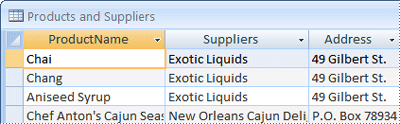 Products and Suppliers
ProductName Suppliers Address
Chai Exotic Liquids 49 Gilbert St.
Chang Exotic Liquids 49 Gilbert St.
Aniseed Syrup Exotic Liquids 49 Gilbert St.
Chef Anton's Cajun Seas New Orleans Cajun Deli P.O. Box 78934